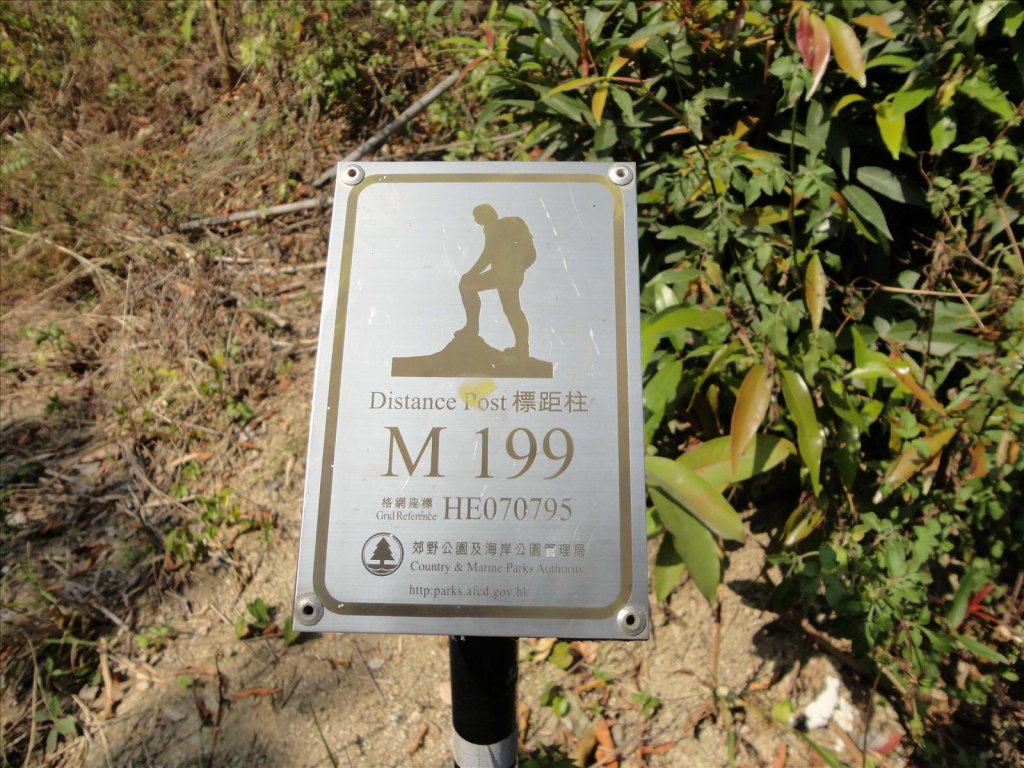 Distance Post 標距柱
M 199
格網座標
Grid Reference HE070795
郊野公園及海岸公園管理局
Country & Marine Parks Authority
http:parks.afcd.gov.hk